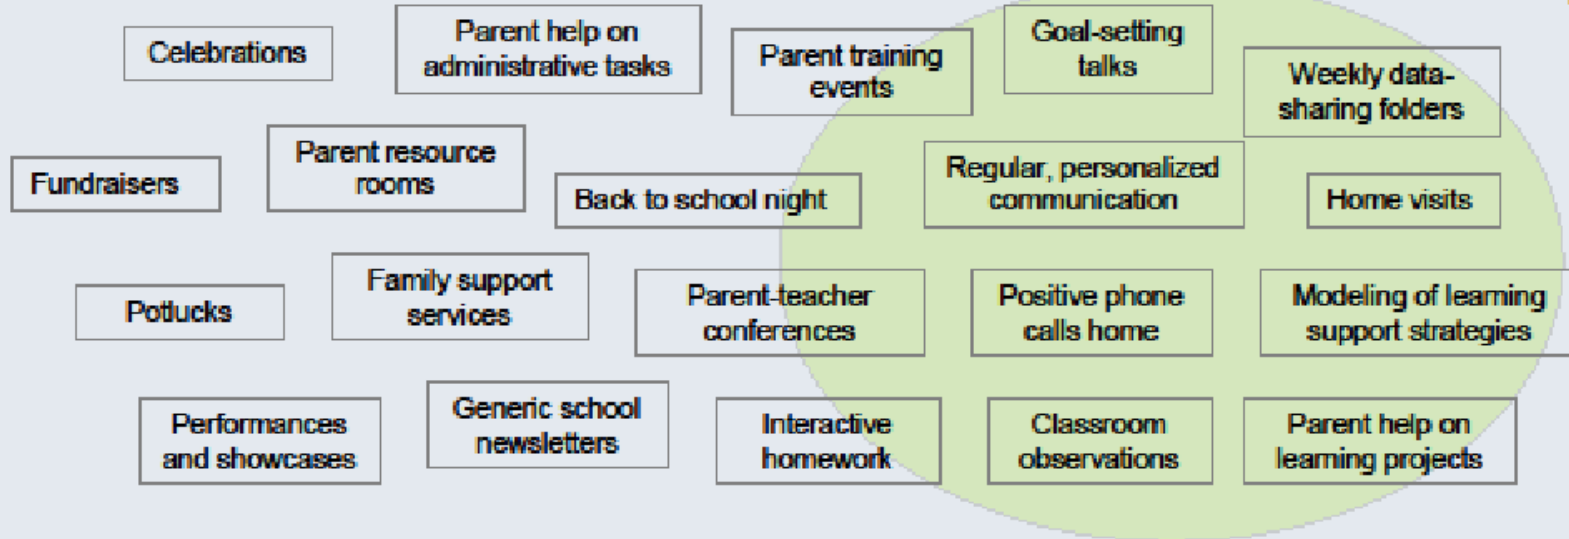 Celebrations
Parent help on
administrative tasks
Parent training
events
Goal-setting
talks
Weekly data-
sharing folders
Fundraisers
Parent resource
rooms
Back to school night
Regular, personalized
communication
Home visits
Potlucks
Family support
services
Parent-teacher
conferences
Positive phone
calls home
Modeling of learning
support strategies
Performances
and showcases
Generic school
newsletters
Interactive
homework
Classroom
observations
Parent help on
learning projects